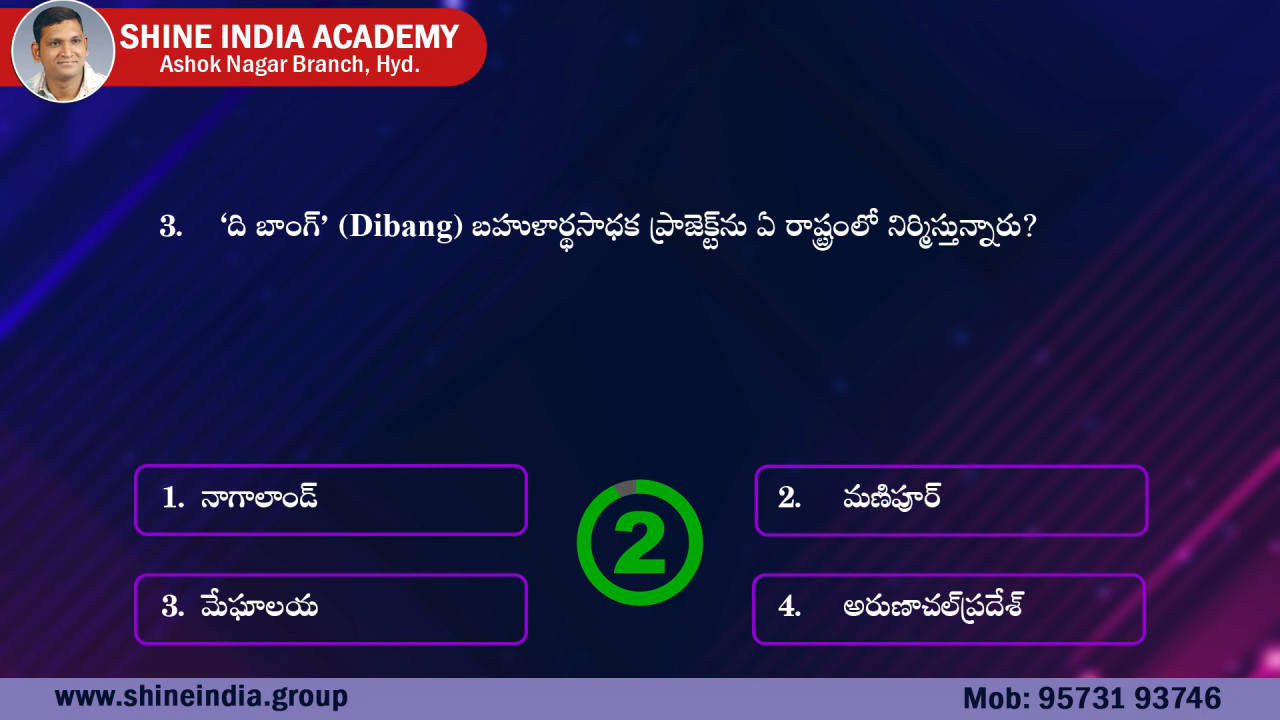 SHINE INDIA ACADEMY
Ashok Nagar Branch, Hyd.
3. ‘ది బాంగ్’ (Dibang) బహుళార్థసాధక ప్రాజెక్ట్‌ను ఏ రాష్ట్రంలో నిర్మిస్తున్నారు?
1. నాగాలాండ్
2. మణిపూర్
2
3. మేఘాలయ
4. అరుణాచల్‌ప్రదేశ్
www.shineindia.group
Mob: 95731 93746